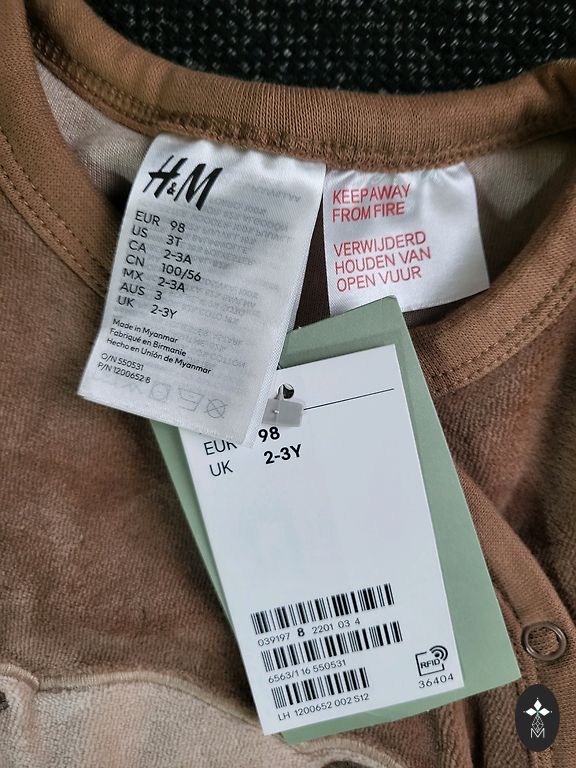 H&M
EUR 98
US 3T
CA 2-3A
CN 100/56
MX 2-3A
AUS 3
UK 2-3Y
Made in Myanmar
Fabriqué en Birmanie
Hecho en Unión de Myanmar
O/N 550531
P/N 1200652 8
KEEP AWAY
FROM FIRE
VERWIJDERD
HOUDEN VAN
OPEN VUUR
EUR 98
UK 2-3Y
039197 8 2201 03 4
6563/116 550531
LH 1200652 002 S12
RFID
36404
M